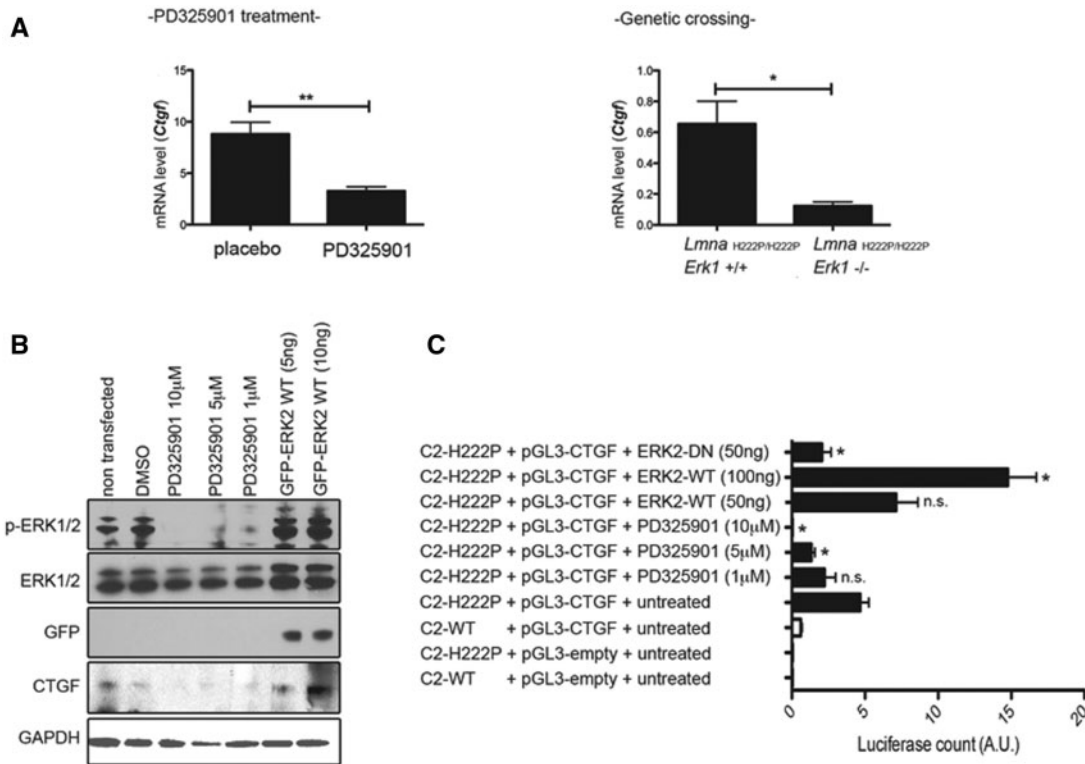 A
-PD325901 treatment-
mRNA level (Ctgf)
15
10
5
0
**
placebo
PD325901
-Genetic crossing-
mRNA level (Ctgf)
1.0
0.8
0.6
0.4
0.2
0.0
*
Lmna H222P/H222P
Erk1 +/+
Lmna H222P/H222P
Erk1 -/-
B
non transfected
DMSO
PD325901 10μM
PD325901 5μM
PD325901 1μM
GFP-ERK2 WT (5ng)
GFP-ERK2 WT (10ng)
p-ERK1/2
ERK1/2
GFP
CTGF
GAPDH
C
C2-H222P + pGL3-CTGF + ERK2-DN (50ng) *
C2-H222P + pGL3-CTGF + ERK2-WT (100ng) *
C2-H222P + pGL3-CTGF + ERK2-WT (50ng) n.s.
C2-H222P + pGL3-CTGF + PD325901 (10μM) *
C2-H222P + pGL3-CTGF + PD325901 (5μM) *
C2-H222P + pGL3-CTGF + PD325901 (1μM) n.s.
C2-H222P + pGL3-CTGF + untreated
C2-WT + pGL3-CTGF + untreated
C2-H222P + pGL3-empty + untreated
C2-WT + pGL3-empty + untreated
0 5 10 15 20
Luciferase count (A.U.)